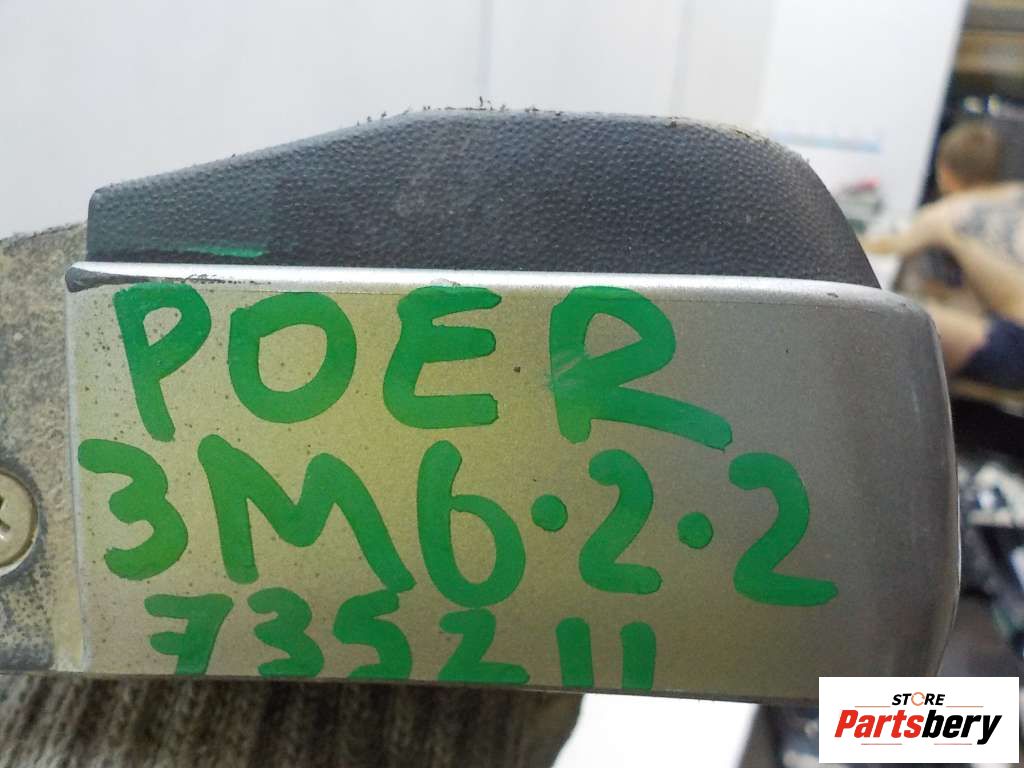 POER
3M6.2.2
735211
STORE
Partsbery